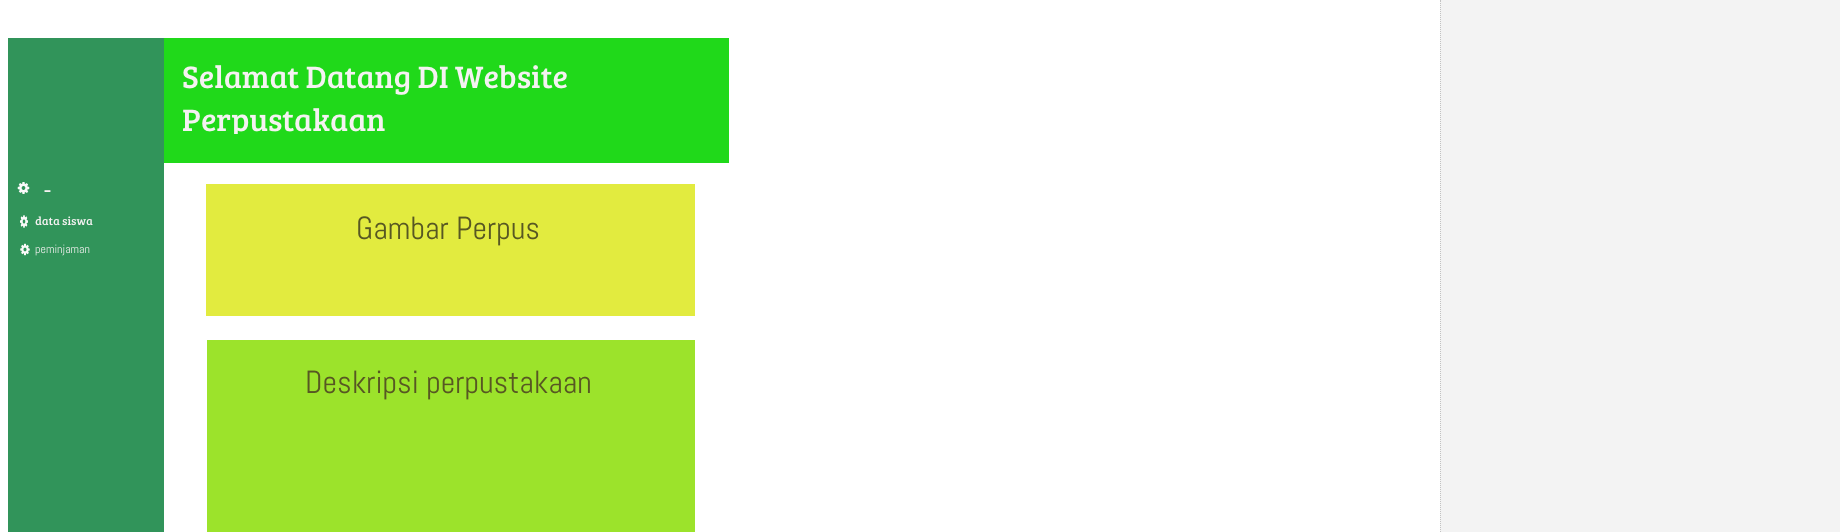 Selamat Datang DI Website
Perpustakaan
-
data siswa
peminjaman
Gambar Perpus
Deskripsi perpustakaan